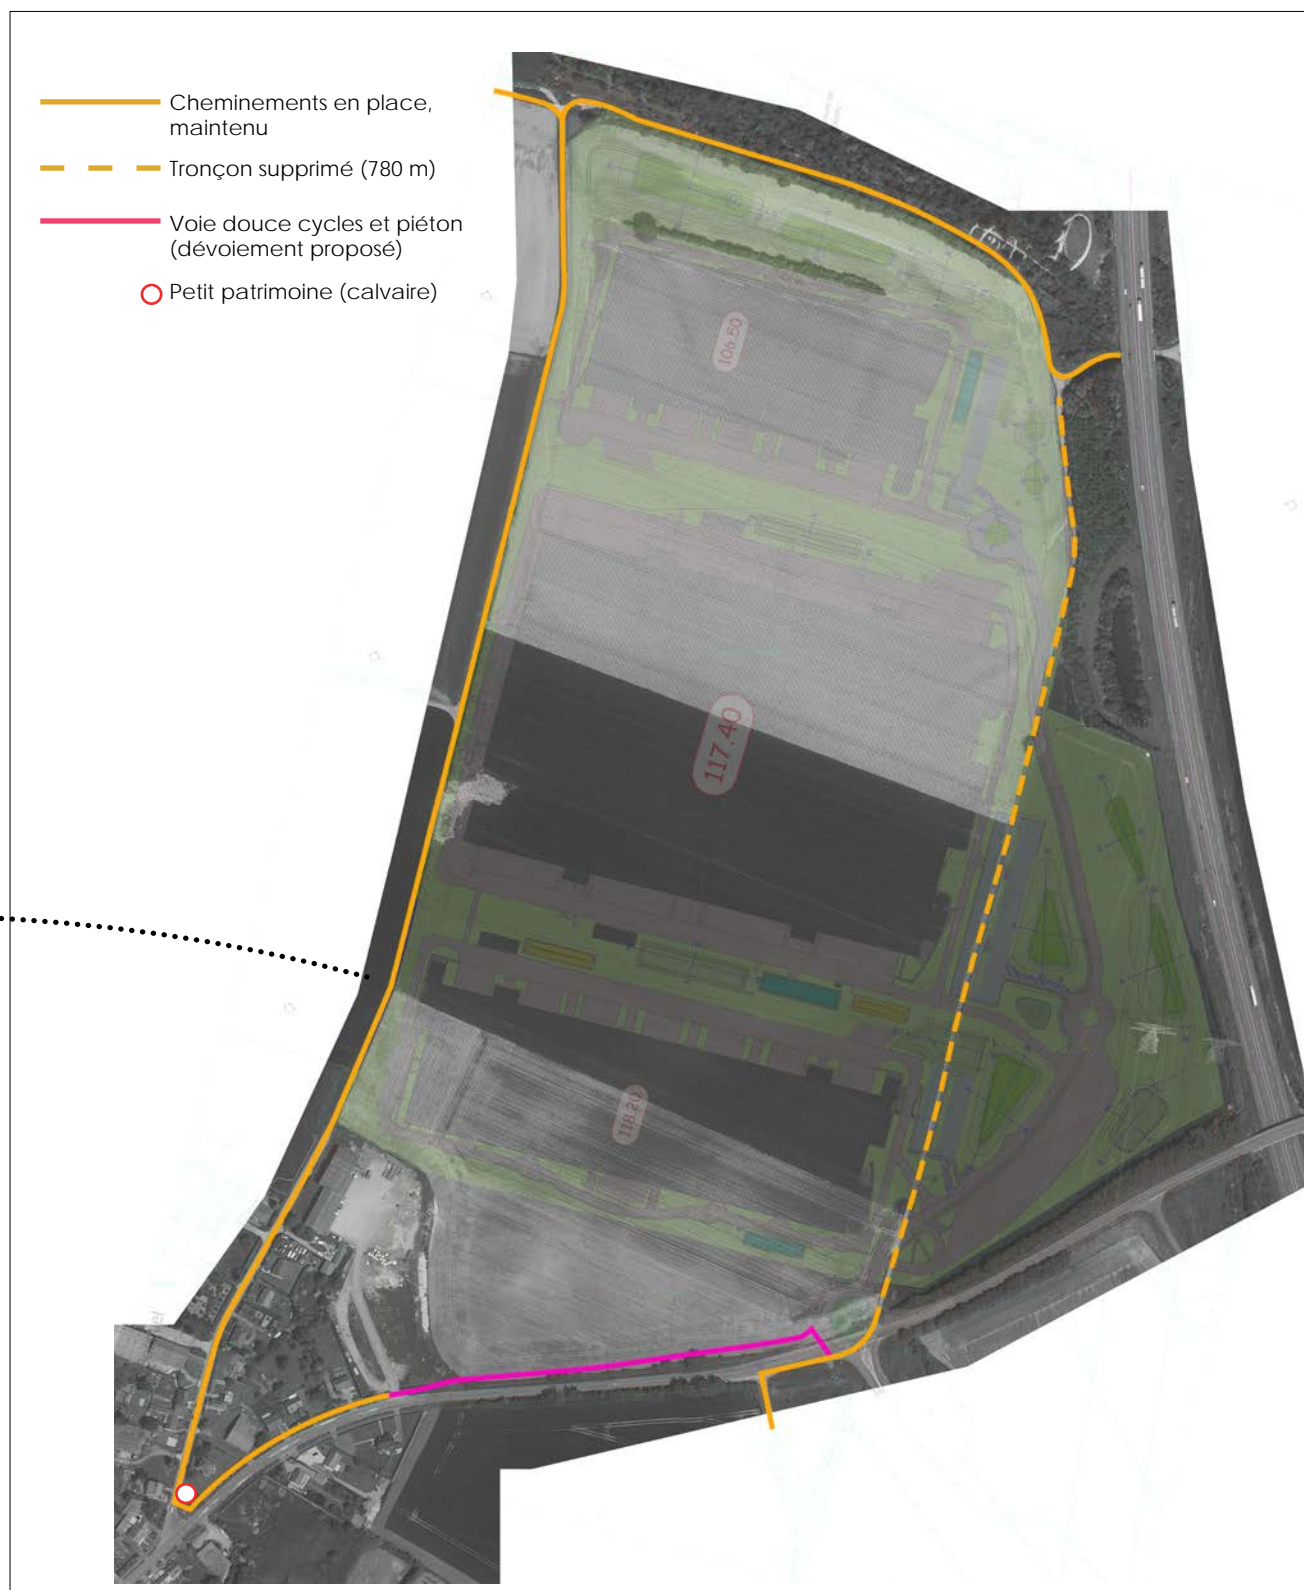 Cheminements en place,
maintenu
Tronçon supprimé (780 m)
Voie douce cycles et piéton
(dévoiement proposé)
Petit patrimoine (calvaire)
106.50
117.40
118.20